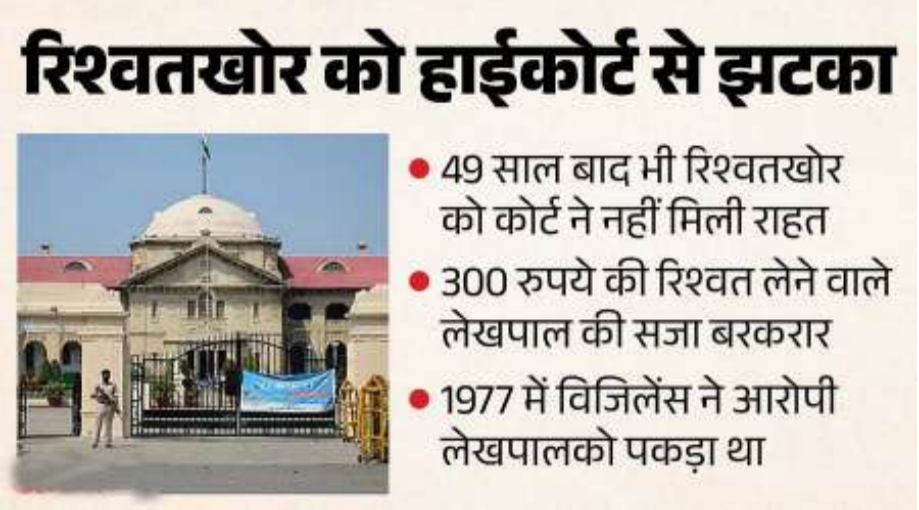 रिश्वतखोर को हाईकोर्ट से झटका
49 साल बाद भी रिश्वतखोर
को कोर्ट ने नहीं मिली राहत
300 रुपये की रिश्वत लेने वाले
लेखपाल की सजा बरकरार
1977 में विजिलेंस ने आरोपी
लेखपालको पकड़ा था